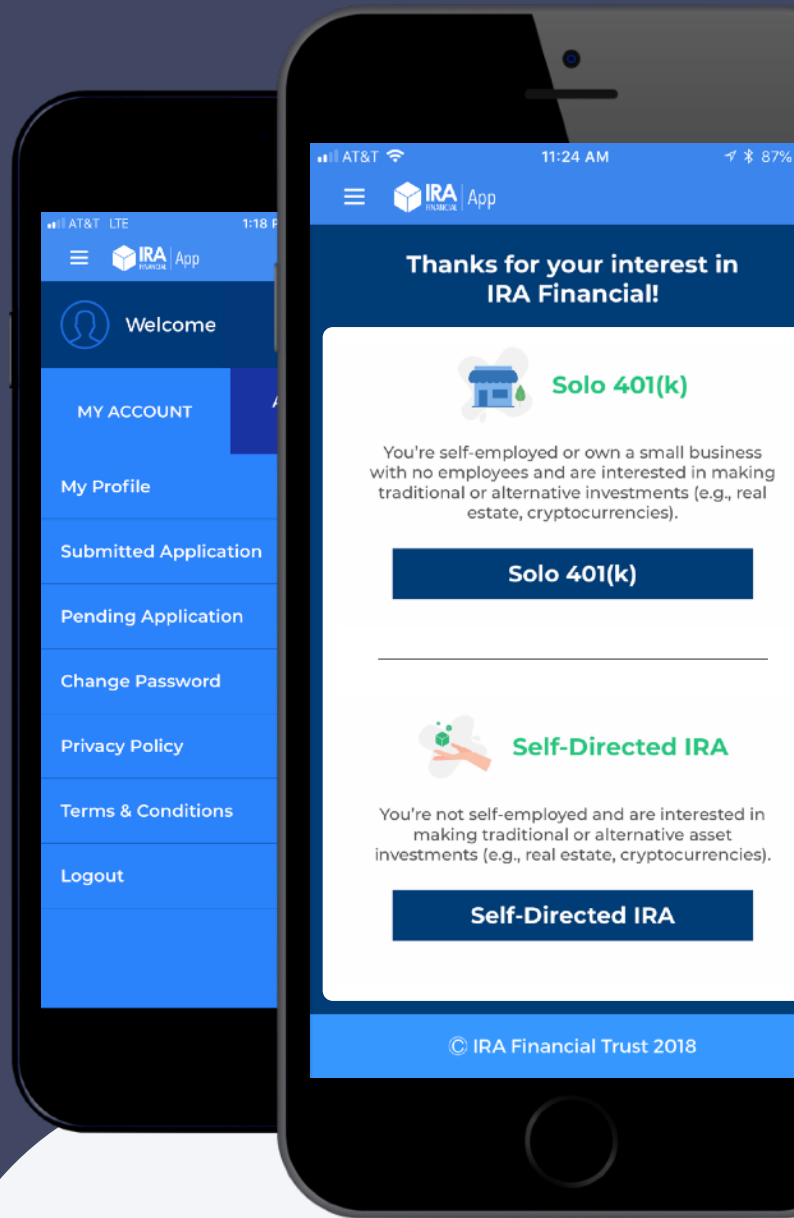 AT&T LTE
1:18 P
IRA FINANCIAL App
Welcome
MY ACCOUNT
A
My Profile
Submitted Application
Pending Application
Change Password
Privacy Policy
Terms & Conditions
Logout
AT&T
11:24 AM
87%
IRA FINANCIAL App
Thanks for your interest in
IRA Financial!
Solo 401(k)
You're self-employed or own a small business
with no employees and are interested in making
traditional or alternative investments (e.g., real
estate, cryptocurrencies).
Solo 401(k)
Self-Directed IRA
You're not self-employed and are interested in
making traditional or alternative asset
investments (e.g., real estate, cryptocurrencies).
Self-Directed IRA
© IRA Financial Trust 2018